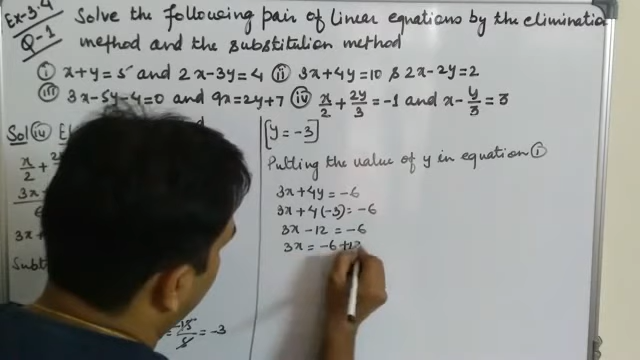 Ex-3.4
Q-1
Solve the following pair of linear equations by the elimination
method and the substitution method
(i) x+y=5 and 2x-3y=4 (ii) 3x+4y=10 & 2x-2y=2
(iii) 3x-5y-4=0 and 9x=2y+7 (iv) x/2 + 2y/3 = -1 and x - y/3 = 3
Sol (iv)
x/2 +
3x
[y = -3]
Putting the value of y in equation (i)
3x+4y = -6
3x+4(-3) = -6
3x-12 = -6
3x = -6+12
= -15/5 = -3